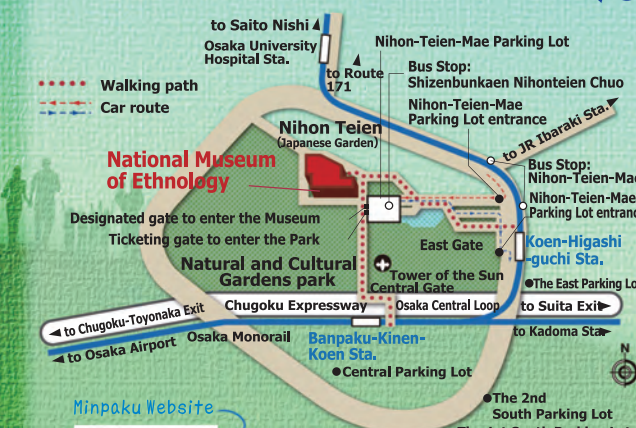 to Saito Nishi
Osaka University
Hospital Sta.
Nihon-Teien-Mae Parking Lot
to Route
171
Bus Stop:
Shizenbunkaen Nihonteien Chuo
Walking path
Car route
Nihon-Teien-Mae
Parking Lot entrance
to JR Ibaraki Sta.
Nihon Teien
(Japanese Garden)
National Museum
of Ethnology
Bus Stop:
Nihon-Teien-Mae
Nihon-Teien-Mae
Parking Lot entran
Designated gate to enter the Museum
Ticketing gate to enter the Park
East Gate
Koen-Higashi
-guchi Sta.
Natural and Cultural
Gardens park
Tower of the Sun
Central Gate
The East Parking Lo
to Chugoku-Toyonaka Exit
Chugoku Expressway
Osaka Central Loop
to Suita Exit
to Osaka Airport
Osaka Monorail
Banpaku-Kinen-
Koen Sta.
to Kadoma Sta.
N
Central Parking Lot
The 2nd
South Parking Lot
Minpaku Website